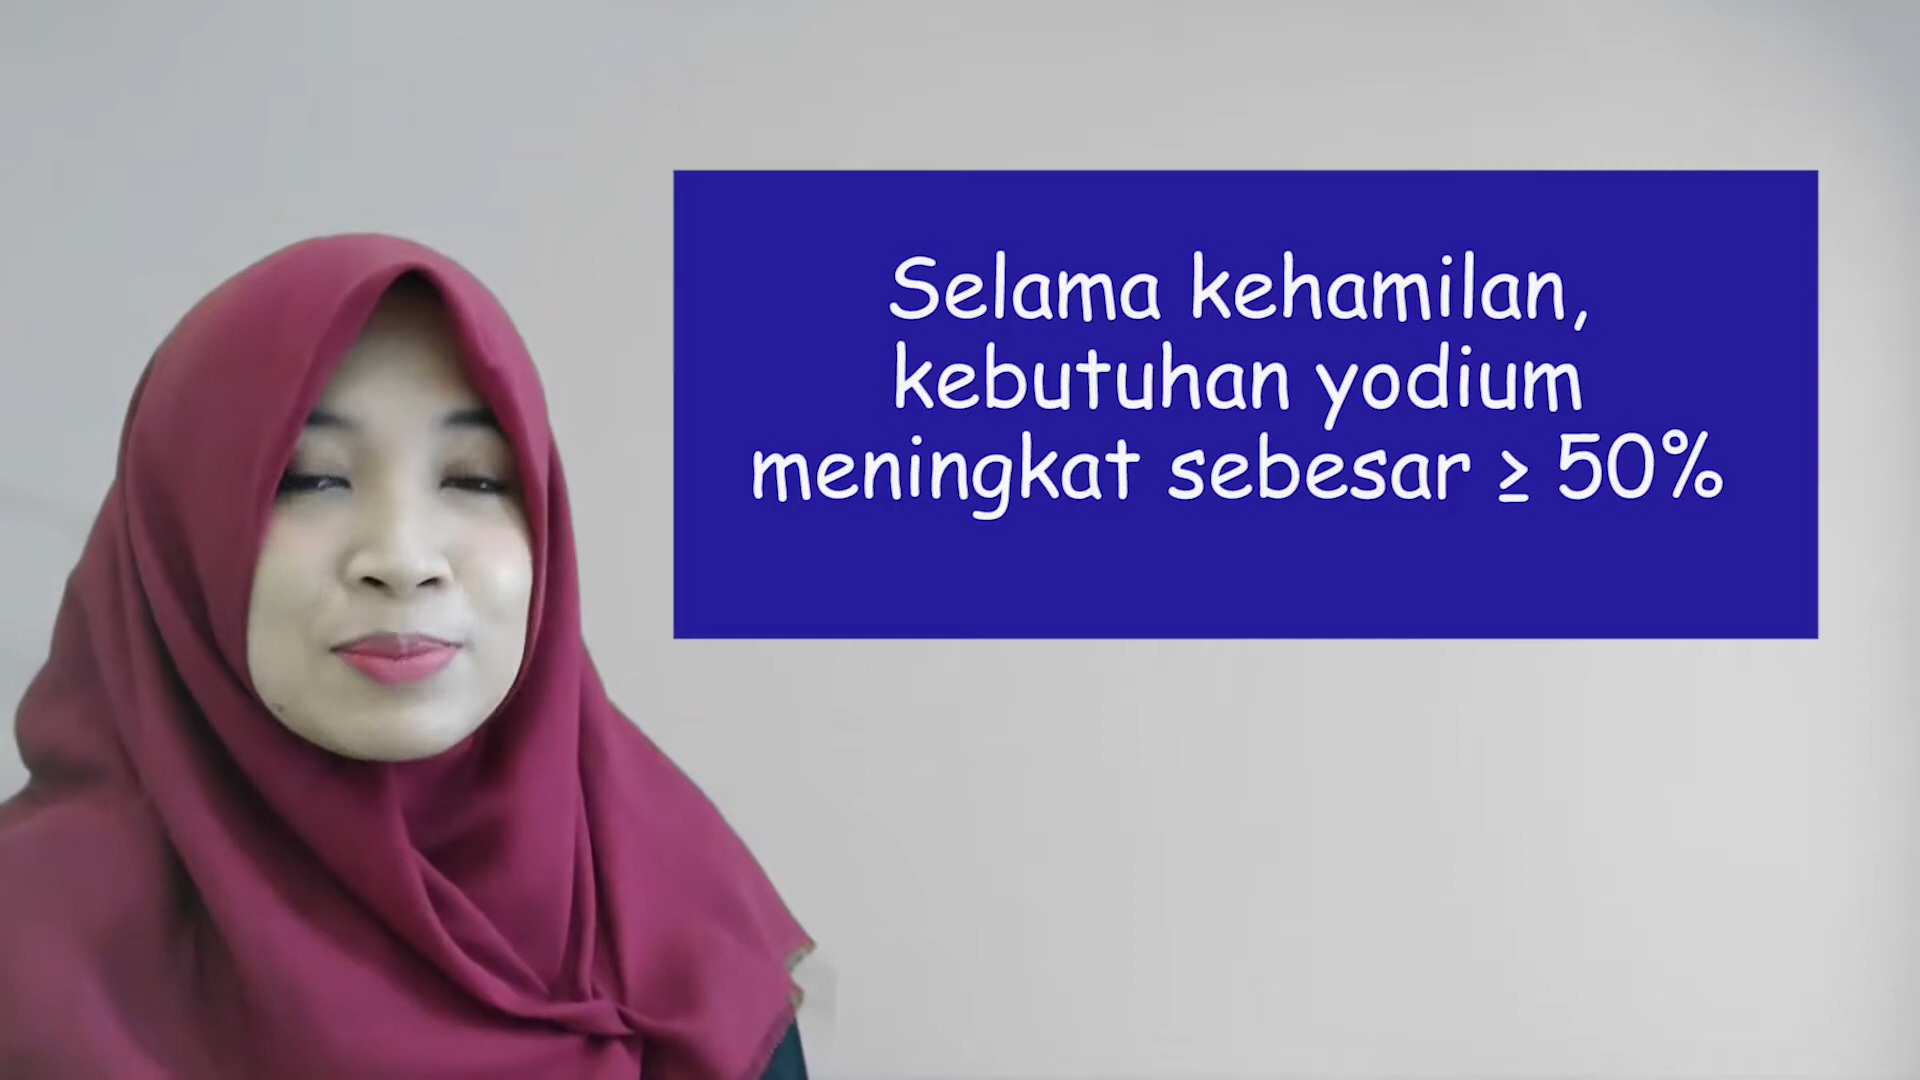 Selama kehamilan,
kebutuhan yodium
meningkat sebesar ≥ 50%